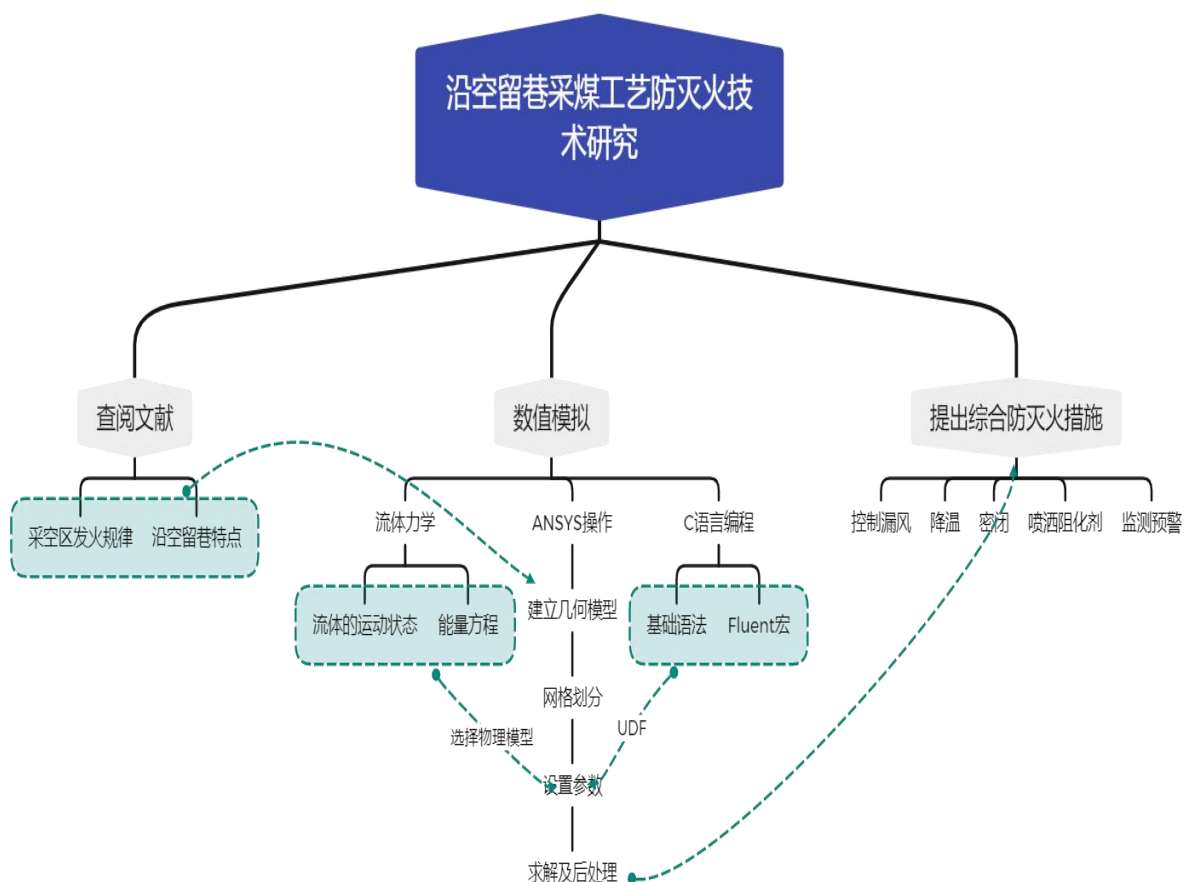 沿空留巷采煤工艺防灭火技
术研究
查阅文献
数值模拟
提出综合防灭火措施
采空区发火规律
沿空留巷特点
流体力学
ANSYS操作
C语言编程
控制漏风
降温
密闭
喷洒阻化剂
监测预警
流体的运动状态
能量方程
建立几何模型
基础语法
Fluent宏
网格划分
选择物理模型
UDF
设置参数
求解及后处理